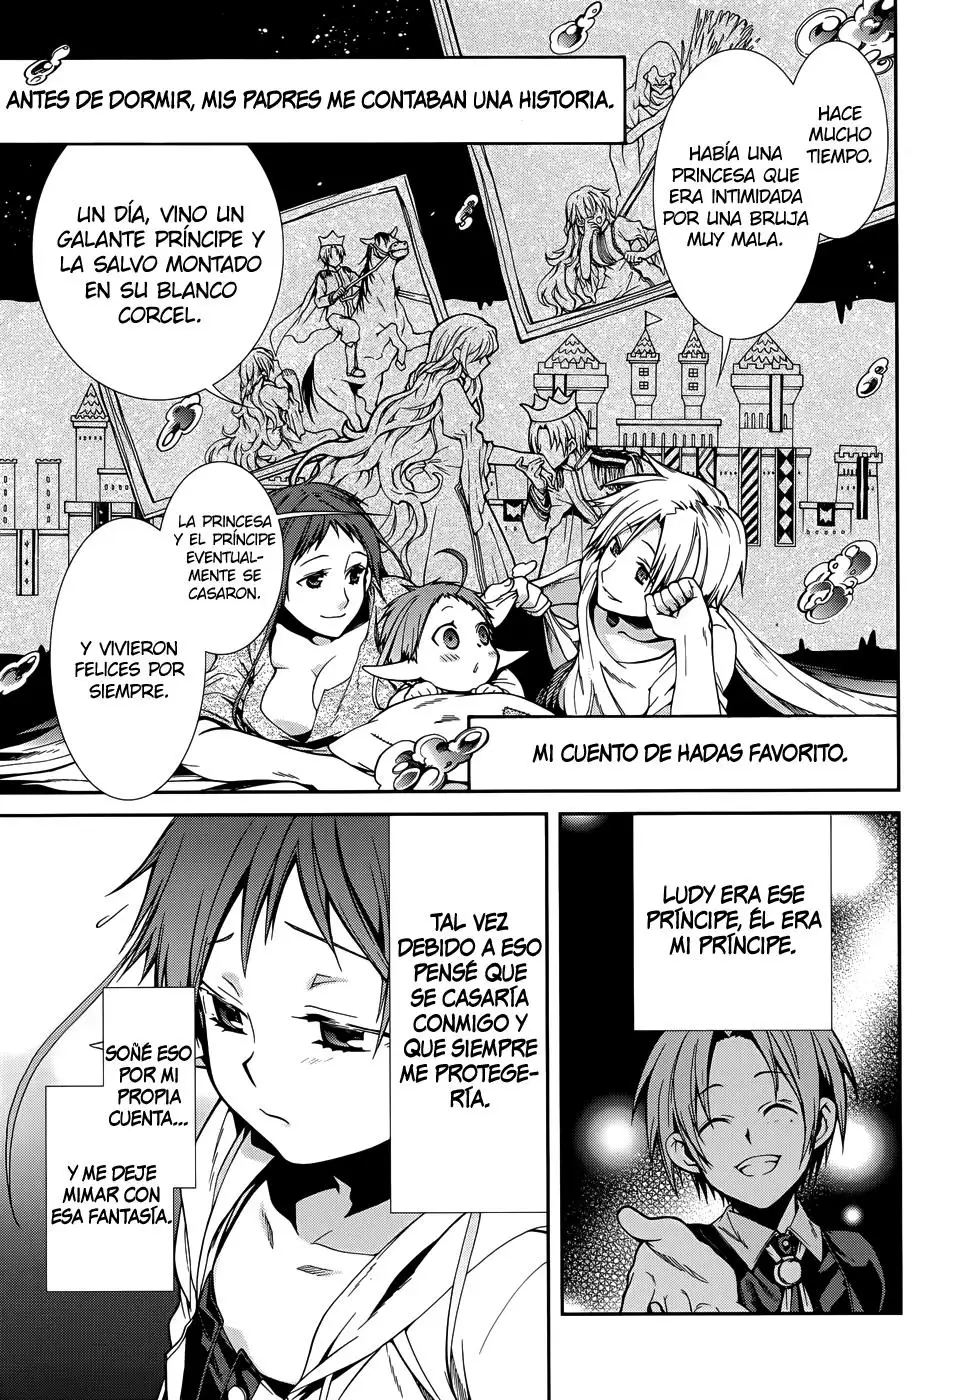 ANTES DE DORMIR, MIS PADRES ME CONTABAN UNA HISTORIA.
HACE
MUCHO
TIEMPO.
HABÍA UNA
PRINCESA QUE
ERA INTIMIDADA
POR UNA BRUJA
MUY MALA.
UN DÍA, VINO UN
GALANTE PRÍNCIPE Y
LA SALVO MONTADO
EN SU BLANCO
CORCEL.
LA PRINCESA
Y EL PRÍNCIPE
EVENTUAL-
MENTE SE
CASARON.
Y VIVIERON
FELICES POR
SIEMPRE.
MI CUENTO DE HADAS FAVORITO.
LUDY ERA ESE
PRÍNCIPE, ÉL ERA
MI PRÍNCIPE.
TAL VEZ
DEBIDO A ESO
PENSÉ QUE
SE CASARÍA
CONMIGO Y
QUE SIEMPRE
ME PROTEGE-
RÍA.
SOÑÉ ESO
POR MI
PROPIA
CUENTA...
Y ME DEJE
MIMAR CON
ESA FANTASÍA.